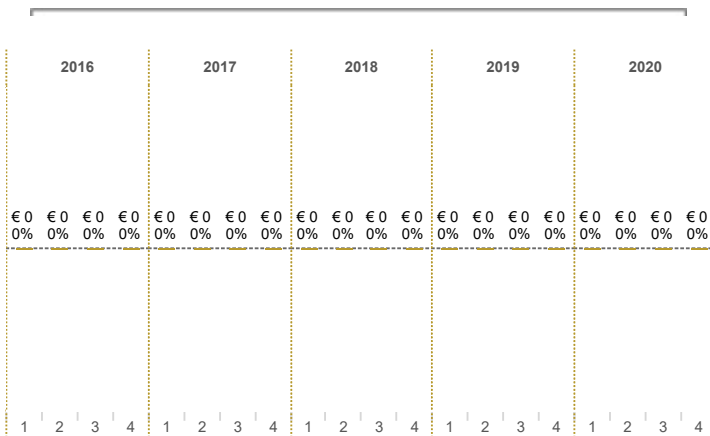 2016 2017 2018 2019 2020
€ 0 € 0 € 0 € 0 € 0 € 0 € 0 € 0 € 0 € 0 € 0 € 0 € 0 € 0 € 0 € 0 € 0 € 0 € 0 € 0
0% 0% 0% 0% 0% 0% 0% 0% 0% 0% 0% 0% 0% 0% 0% 0% 0% 0% 0% 0%
1 2 3 4 1 2 3 4 1 2 3 4 1 2 3 4 1 2 3 4